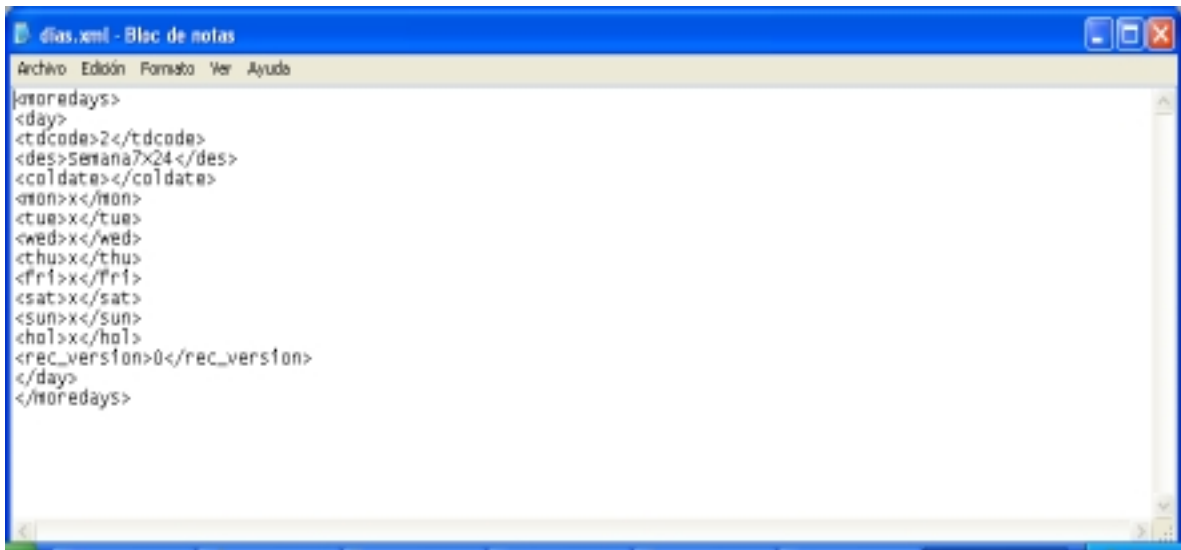 dias.xml - Bloc de notas
Archivo Edición Formato Ver Ayuda
<moredays>
<day>
<tdcode>2</tdcode>
<des>Semana7x24</des>
<coldate></coldate>
<mon>x</mon>
<tue>x</tue>
<wed>x</wed>
<thu>x</thu>
<fri>x</fri>
<sat>x</sat>
<sun>x</sun>
<hol>x</hol>
<rec_version>0</rec_version>
</day>
</moredays>